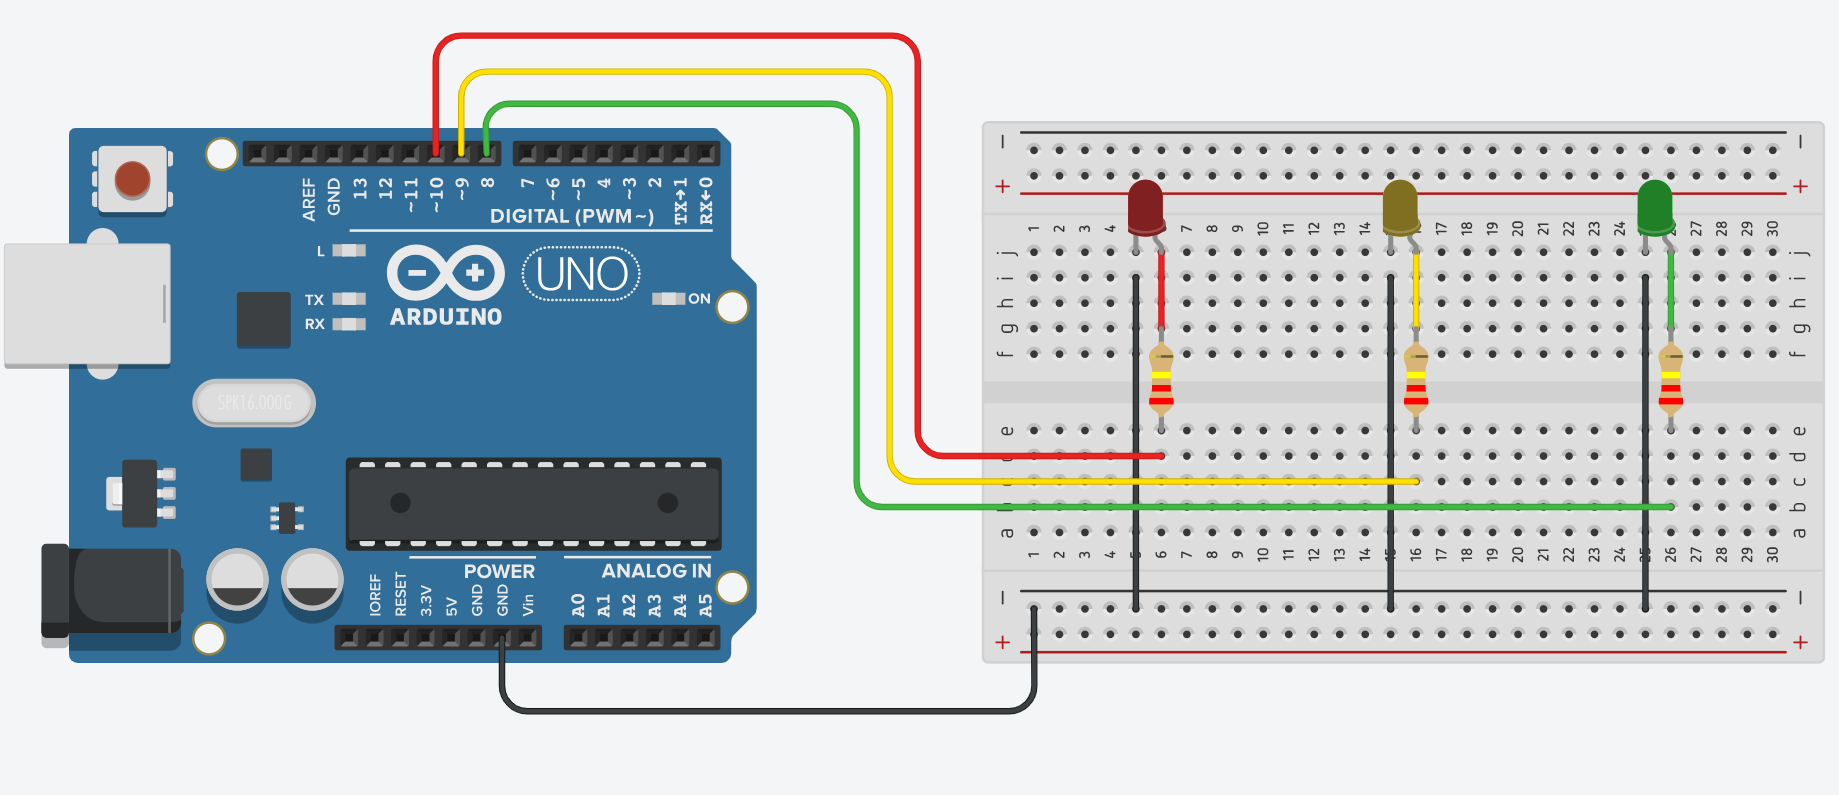 AREF
GND
13
12
~11
~10
~9
8
7
~6
~5
4
~3
2
TX→1
RX←0
DIGITAL (PWM~)
L
TX
RX
ARDUINO
UNO
ON
SPK16.000G
POWER
ANALOG IN
IOREF
RESET
3.3V
5V
GND
GND
Vin
A0
A1
A2
A3
A4
A5
− −
+ +
1 2 3 4 7 8 9 10 11 12 13 14 17 18 19 20 21 22 23 24 27 28 29 30
j j
i i
h h
g g
f f
e e
d
c
b
a a
1 2 3 4 6 7 8 9 10 11 12 13 14 16 17 18 19 20 21 22 23 24 26 27 28 29 30
− −
+ +